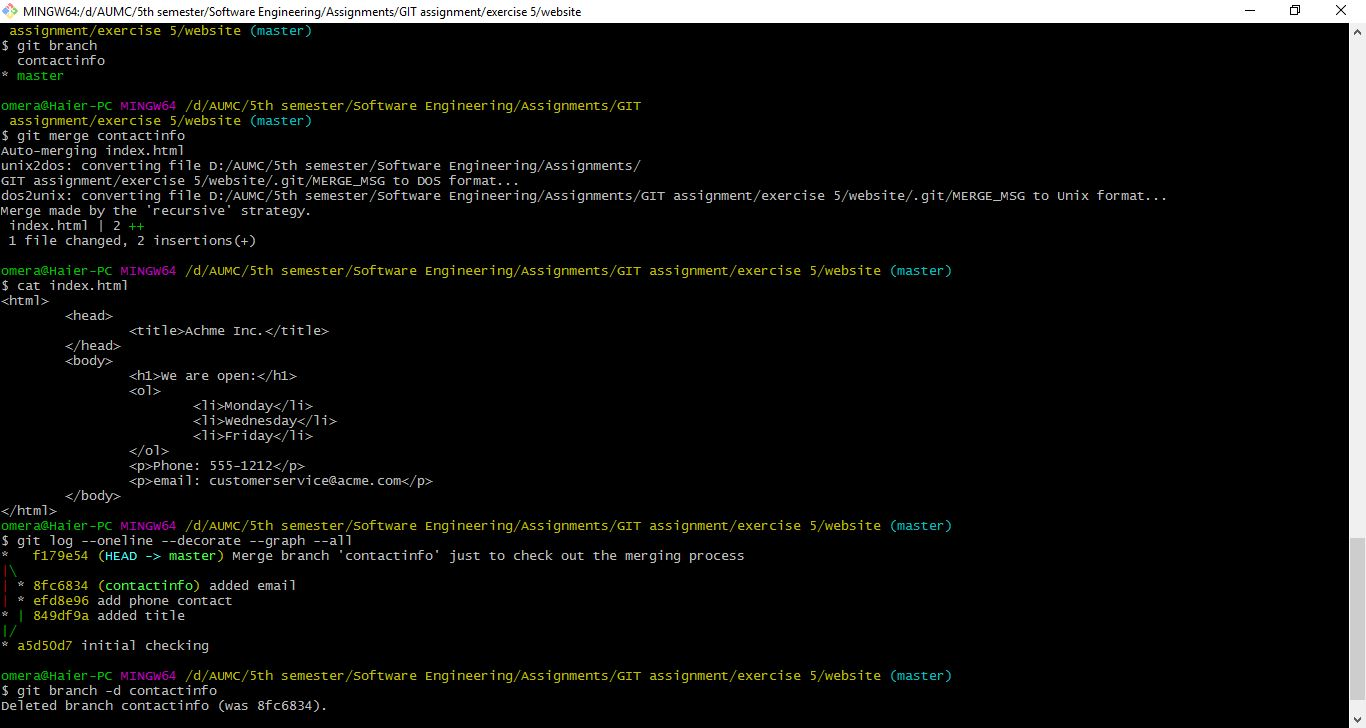 MINGW64:/d/AUMC/5th semester/Software Engineering/Assignments/GIT assignment/exercise 5/website
assignment/exercise 5/website (master)
$ git branch
  contactinfo
* master
omera@Haier-PC MINGW64 /d/AUMC/5th semester/Software Engineering/Assignments/GIT
 assignment/exercise 5/website (master)
$ git merge contactinfo
Auto-merging index.html
unix2dos: converting file D:/AUMC/5th semester/Software Engineering/Assignments/
GIT assignment/exercise 5/website/.git/MERGE_MSG to DOS format...
dos2unix: converting file D:/AUMC/5th semester/Software Engineering/Assignments/GIT assignment/exercise 5/website/.git/MERGE_MSG to Unix format...
Merge made by the 'recursive' strategy.
 index.html | 2 ++
 1 file changed, 2 insertions(+)
omera@Haier-PC MINGW64 /d/AUMC/5th semester/Software Engineering/Assignments/GIT assignment/exercise 5/website (master)
$ cat index.html
<html>
        <head>
                <title>Achme Inc.</title>
        </head>
        <body>
                <h1>We are open:</h1>
                <ol>
                        <li>Monday</li>
                        <li>Wednesday</li>
                        <li>Friday</li>
                </ol>
                <p>Phone: 555-1212</p>
                <p>email: customerservice@acme.com</p>
        </body>
</html>
omera@Haier-PC MINGW64 /d/AUMC/5th semester/Software Engineering/Assignments/GIT assignment/exercise 5/website (master)
$ git log --oneline --decorate --graph --all
*   f179e54 (HEAD -> master) Merge branch 'contactinfo' just to check out the merging process
|\
| * 8fc6834 (contactinfo) added email
| * efd8e96 add phone contact
* | 849df9a added title
|/
* a5d50d7 initial checking
omera@Haier-PC MINGW64 /d/AUMC/5th semester/Software Engineering/Assignments/GIT assignment/exercise 5/website (master)
$ git branch -d contactinfo
Deleted branch contactinfo (was 8fc6834).